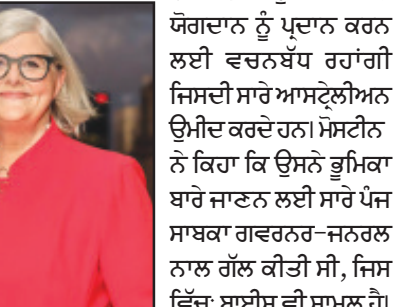 ਯੋਗਦਾਨ ਨੂੰ ਪ੍ਰਦਾਨ ਕਰਨ
ਲਈ ਵਚਨਬੱਧ ਰਹਾਂਗੀ
ਜਿਸਦੀ ਸਾਰੇ ਆਸਟ੍ਰੇਲੀਅਨ
ਉਮੀਦ ਕਰਦੇ ਹਨ। ਮੋਸਟੀਨ
ਨੇ ਕਿਹਾ ਕਿ ਉਸਨੇ ਭੂਮਿਕਾ
ਬਾਰੇ ਜਾਣਨ ਲਈ ਸਾਰੇ ਪੰਜ
ਸਾਬਕਾ ਗਵਰਨਰ-ਜਨਰਲ
ਨਾਲ ਗੱਲ ਕੀਤੀ ਸੀ, ਜਿਸ
ਵਿੱਚ ਬ੍ਰਾਈਸ ਵੀ ਸ਼ਾਮਲ ਹੈ।